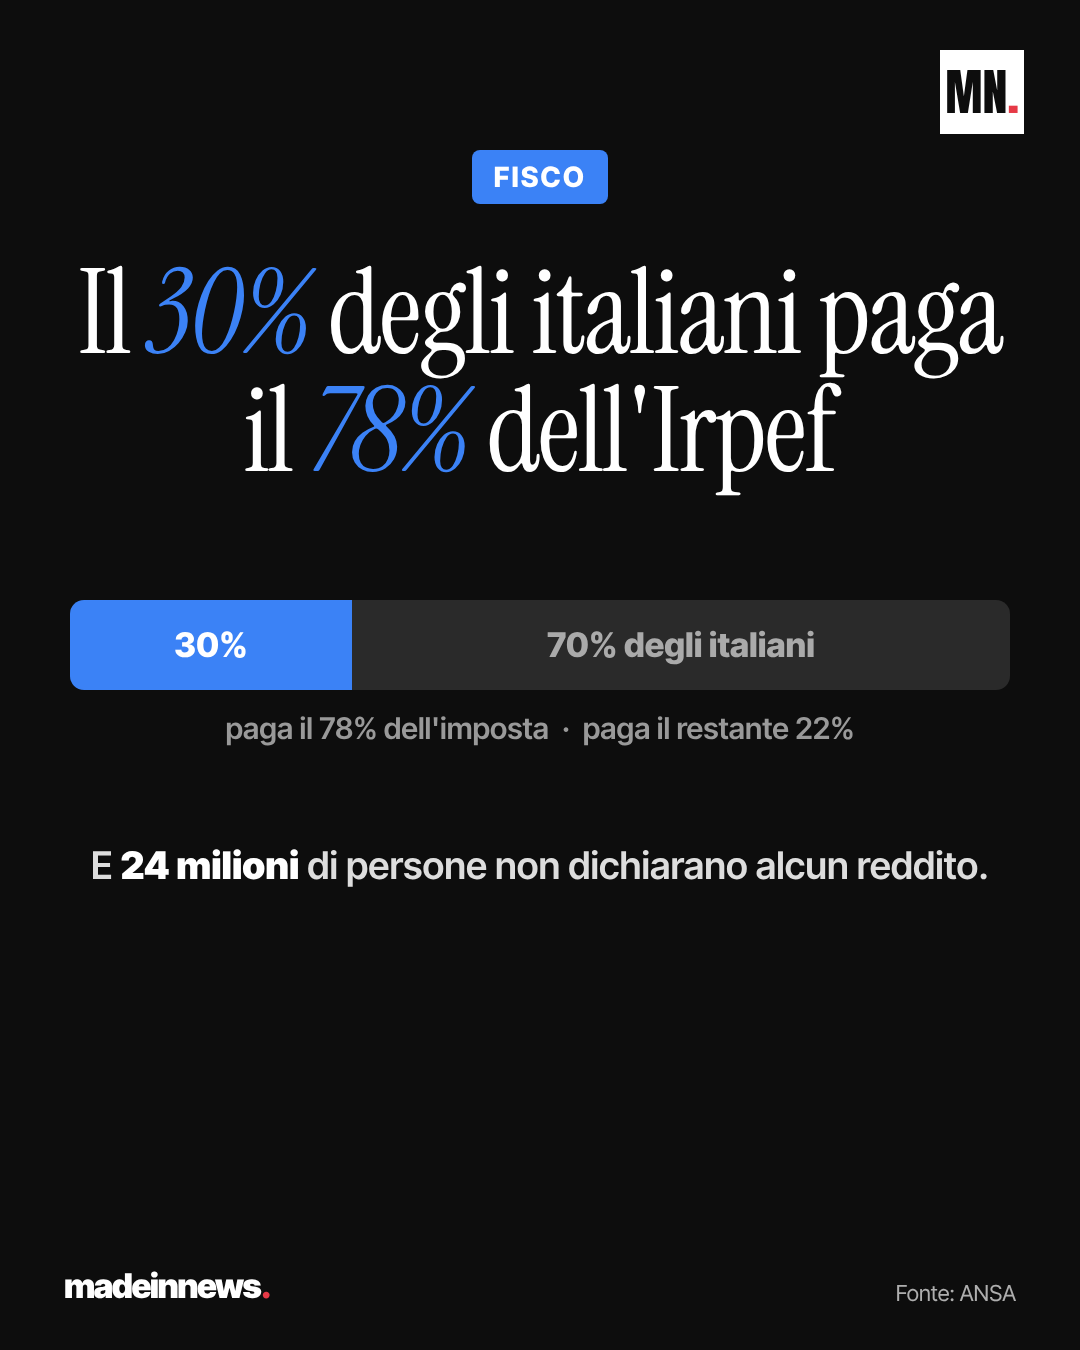 MN.
FISCO
Il 30% degli italiani paga
il 78% dell'Irpef
30%
70% degli italiani
paga il 78% dell'imposta · paga il restante 22%
E 24 milioni di persone non dichiarano alcun reddito.
madeinnews.
Fonte: ANSA